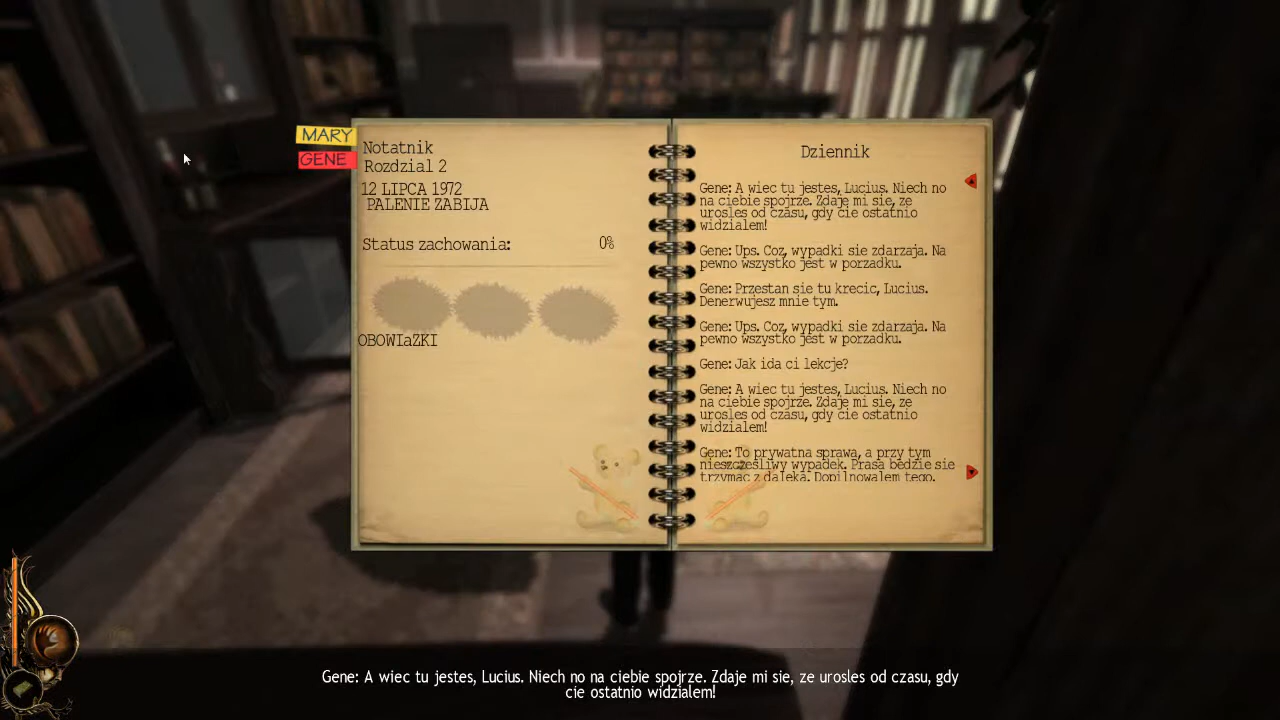 MARY
GENE
Notatnik
Rozdzial 2
12 LIPCA 1972
PALENIE ZABIJA
Status zachowania: 0%
OBOWIaZKI
Dziennik
Gene: A wiec tu jestes, Lucius. Niech no
na ciebie spojrze. Zdaje mi sie, ze
urosles od czasu, gdy cie ostatnio
widzialem!
Gene: Ups. Coz, wypadki sie zdarzaja. Na
pewno wszystko jest w porzadku.
Gene: Przestan sie tu krecic, Lucius.
Denerwujesz mnie tym.
Gene: Ups. Coz, wypadki sie zdarzaja. Na
pewno wszystko jest w porzadku.
Gene: Jak ida ci lekcje?
Gene: A wiec tu jestes, Lucius. Niech no
na ciebie spojrze. Zdaje mi sie, ze
urosles od czasu, gdy cie ostatnio
widzialem!
Gene: To prywatna sprawa, a przy tym
nieszczesliwy wypadek. Prasa bedzie sie
trzymac z daleka. Dopilnowalem tego.
Gene: A wiec tu jestes, Lucius. Niech no na ciebie spojrze. Zdaje mi sie, ze urosles od czasu, gdy
cie ostatnio widzialem!